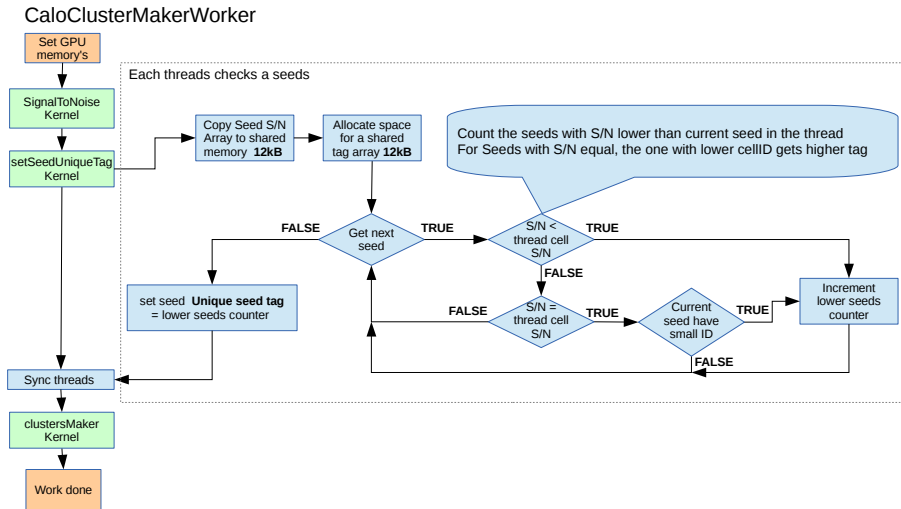 CaloClusterMakerWorker
Set GPU
memory's
Each threads checks a seeds
SignalToNoise
Kernel
Copy Seed S/N
Array to shared
memory 12kB
Allocate space
for a shared
tag array 12kB
Count the seeds with S/N lower than current seed in the thread
For Seeds with S/N equal, the one with lower cellID gets higher tag
setSeedUniqueTag
Kernel
FALSE
Get next
seed
TRUE
S/N <
thread cell
S/N
TRUE
FALSE
set seed Unique seed tag
= lower seeds counter
FALSE
S/N =
thread cell
S/N
TRUE
Current
seed have
small ID
TRUE
Increment
lower seeds
counter
FALSE
Sync threads
clustersMaker
Kernel
Work done